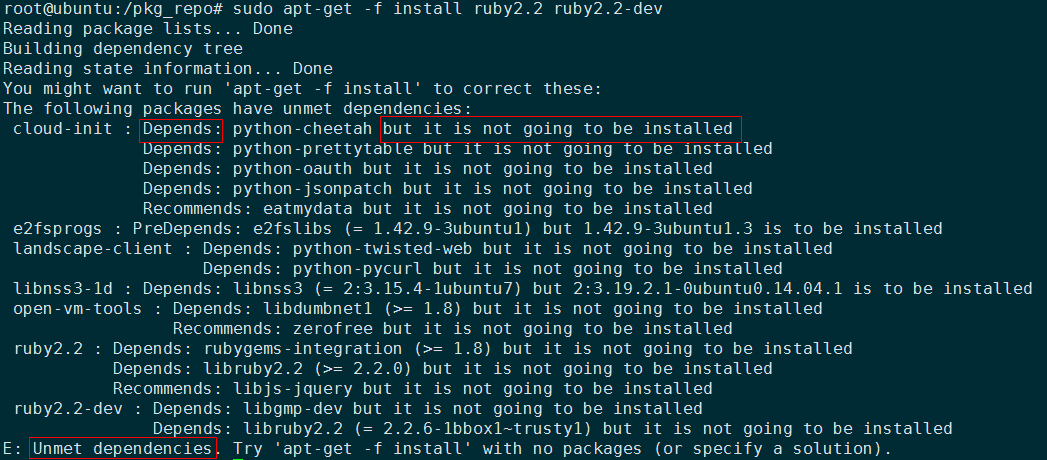 root@ubuntu:/pkg_repo# sudo apt-get -f install ruby2.2 ruby2.2-dev
Reading package lists... Done
Building dependency tree
Reading state information... Done
You might want to run 'apt-get -f install' to correct these:
The following packages have unmet dependencies:
 cloud-init : Depends: python-cheetah but it is not going to be installed
              Depends: python-prettytable but it is not going to be installed
              Depends: python-oauth but it is not going to be installed
              Depends: python-jsonpatch but it is not going to be installed
              Recommends: eatmydata but it is not going to be installed
 e2fsprogs : PreDepends: e2fslibs (= 1.42.9-3ubuntu1) but 1.42.9-3ubuntu1.3 is to be installed
 landscape-client : Depends: python-twisted-web but it is not going to be installed
                    Depends: python-pycurl but it is not going to be installed
 libnss3-1d : Depends: libnss3 (= 2:3.15.4-1ubuntu7) but 2:3.19.2.1-0ubuntu0.14.04.1 is to be installed
 open-vm-tools : Depends: libdumbnet1 (>= 1.8) but it is not going to be installed
                 Recommends: zerofree but it is not going to be installed
 ruby2.2 : Depends: rubygems-integration (>= 1.8) but it is not going to be installed
           Depends: libruby2.2 (>= 2.2.0) but it is not going to be installed
           Recommends: libjs-jquery but it is not going to be installed
 ruby2.2-dev : Depends: libgmp-dev but it is not going to be installed
               Depends: libruby2.2 (= 2.2.6-1bbox1~trusty1) but it is not going to be installed
E: Unmet dependencies. Try 'apt-get -f install' with no packages (or specify a solution).